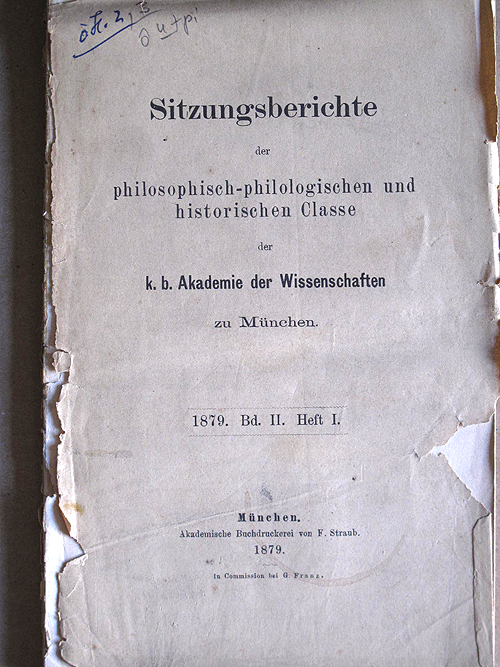 Sitzungsberichte
der
philosophisch-philologischen und
historischen Classe
der
k. b. Akademie der Wissenschaften
zu München.
1879. Bd. II. Heft I.
München.
Akademische Buchdruckerei von F. Straub.
1879.
In Commission bei G. Franz.